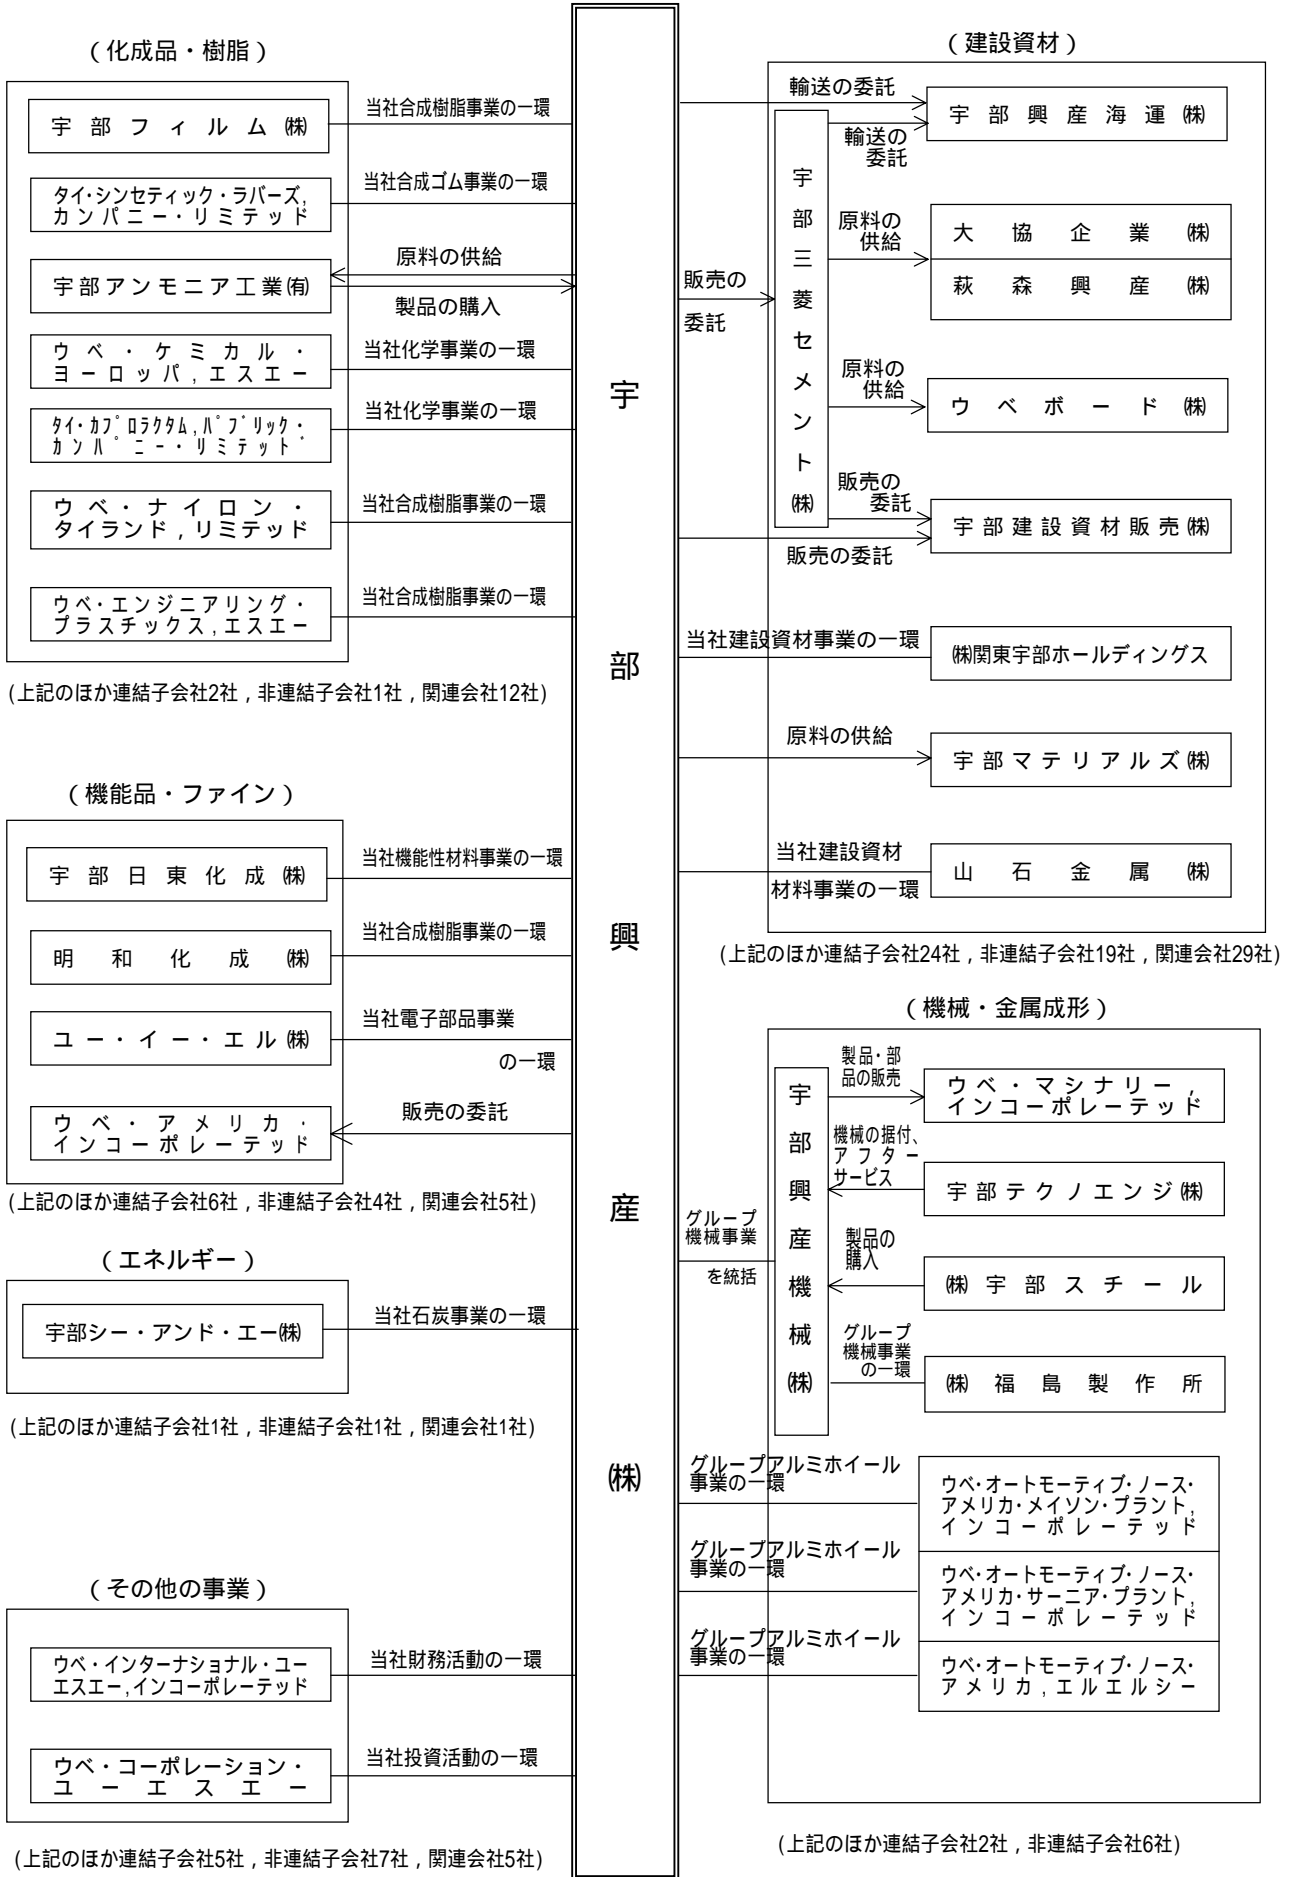 (化成品・樹脂)
宇部フィルム㈱
当社合成樹脂事業の一環
タイ・シンセティック・ラバーズ,
カンパニー・リミテッド
当社合成ゴム事業の一環
宇部アンモニア工業㈲
原料の供給
製品の購入
ウベ・ケミカル・
ヨーロッパ,エスエー
当社化学事業の一環
タイ・カプロラクタム,パブリック・
カンパニー・リミテッド
当社化学事業の一環
ウベ・ナイロン・
タイランド,リミテッド
当社合成樹脂事業の一環
ウベ・エンジニアリング・
プラスチックス,エスエー
当社合成樹脂事業の一環
(上記のほか連結子会社2社,非連結子会社1社,関連会社12社)
(機能品・ファイン)
宇部日東化成㈱
当社機能性材料事業の一環
明和化成㈱
当社合成樹脂事業の一環
ユー・イー・エル㈱
当社電子部品事業
の一環
ウベ・アメリカ・
インコーポレーテッド
販売の委託
(上記のほか連結子会社6社,非連結子会社4社,関連会社5社)
(エネルギー)
宇部シー・アンド・エー㈱
当社石炭事業の一環
(上記のほか連結子会社1社,非連結子会社1社,関連会社1社)
(その他の事業)
ウベ・インターナショナル・ユー
エスエー,インコーポレーテッド
当社財務活動の一環
ウベ・コーポレーション・
ユーエスエー
当社投資活動の一環
(上記のほか連結子会社5社,非連結子会社7社,関連会社5社)
宇部興産㈱
(建設資材)
輸送の委託
宇部興産海運㈱
輸送の
委託
宇部三菱セメント㈱
販売の
委託
原料の
供給
大協企業㈱
萩森興産㈱
原料の
供給
ウベボード㈱
販売の
委託
宇部建設資材販売㈱
販売の委託
当社建設資材事業の一環
㈱関東宇部ホールディングス
原料の供給
宇部マテリアルズ㈱
当社建設資材
材料事業の一環
山石金属㈱
(上記のほか連結子会社24社,非連結子会社19社,関連会社29社)
(機械・金属成形)
グループ
機械事業
を統括
宇部興産機械㈱
製品・部
品の販売
ウベ・マシナリー,
インコーポレーテッド
機械の据付、
アフター
サービス
宇部テクノエンジ㈱
製品の
購入
㈱宇部スチール
グループ
機械事業
の一環
㈱福島製作所
グループアルミホイール
事業の一環
ウベ・オートモーティブ・ノース・
アメリカ・メイソン・プラント,
インコーポレーテッド
グループアルミホイール
事業の一環
ウベ・オートモーティブ・ノース・
アメリカ・サーニア・プラント,
インコーポレーテッド
グループアルミホイール
事業の一環
ウベ・オートモーティブ・ノース・
アメリカ,エルエルシー
(上記のほか連結子会社2社,非連結子会社6社)